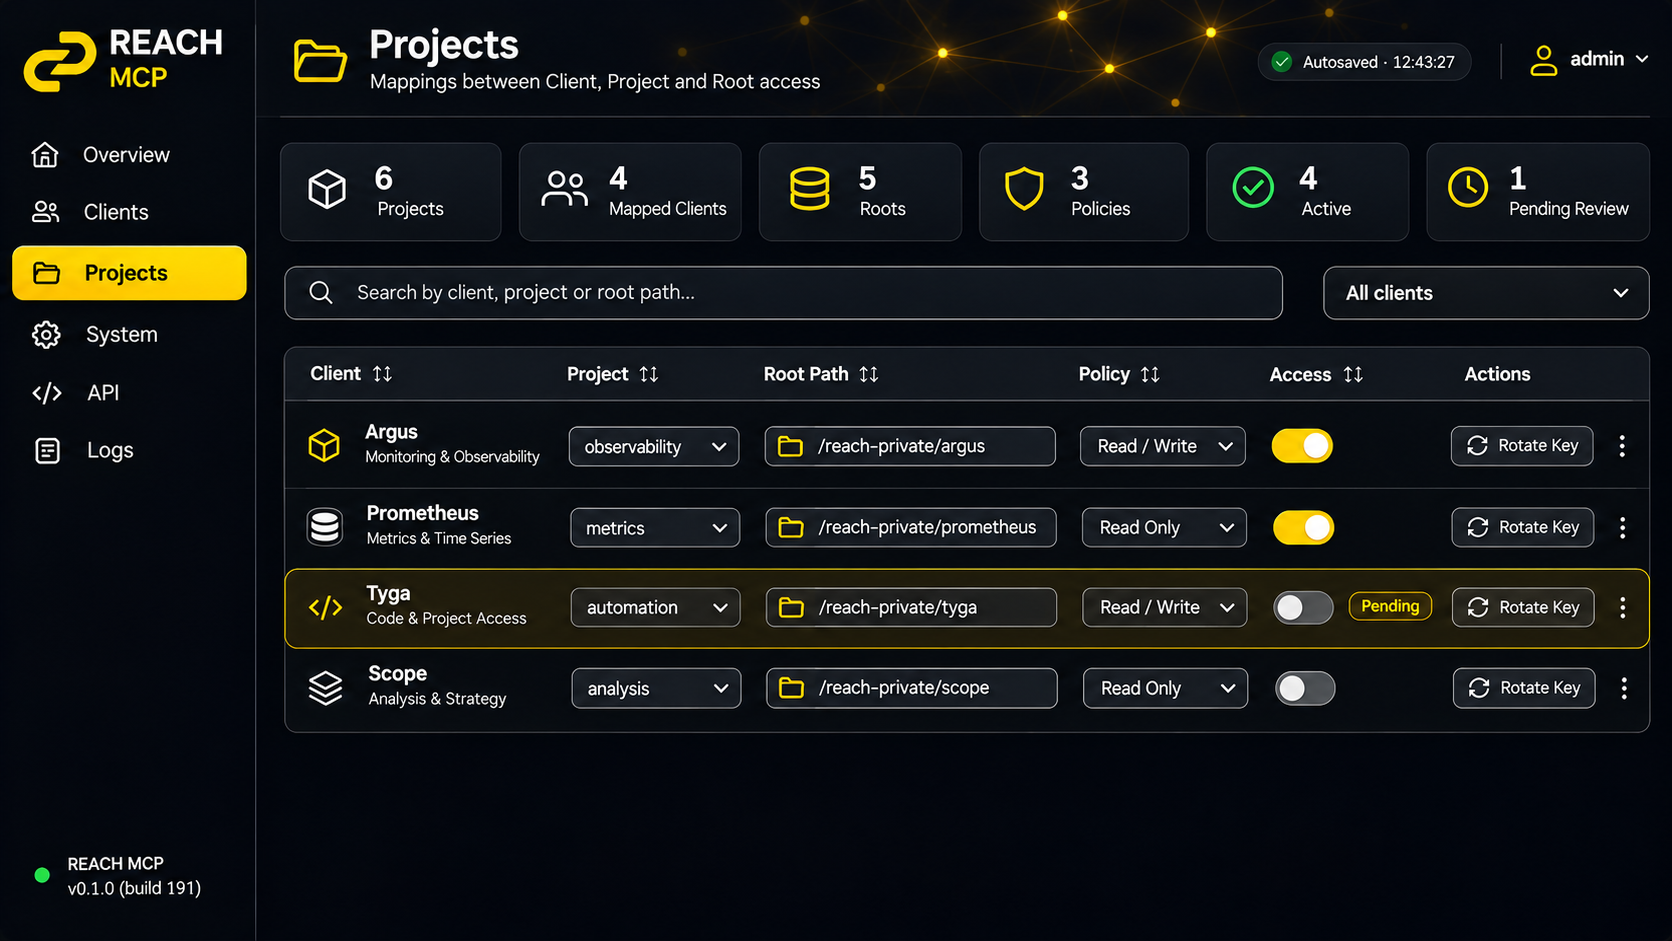 REACH
MCP
Overview
Clients
Projects
System
API
Logs
REACH MCP
v0.1.0 (build 191)
Projects
Mappings between Client, Project and Root access
Autosaved · 12:43:27
admin
6
Projects
4
Mapped Clients
5
Roots
3
Policies
4
Active
1
Pending Review
Search by client, project or root path...
All clients
Client Project Root Path Policy Access Actions
Argus
Monitoring & Observability
observability /reach-private/argus Read / Write Rotate Key
Prometheus
Metrics & Time Series
metrics /reach-private/prometheus Read Only Rotate Key
Tyga
Code & Project Access
automation /reach-private/tyga Read / Write Pending Rotate Key
Scope
Analysis & Strategy
analysis /reach-private/scope Read Only Rotate Key